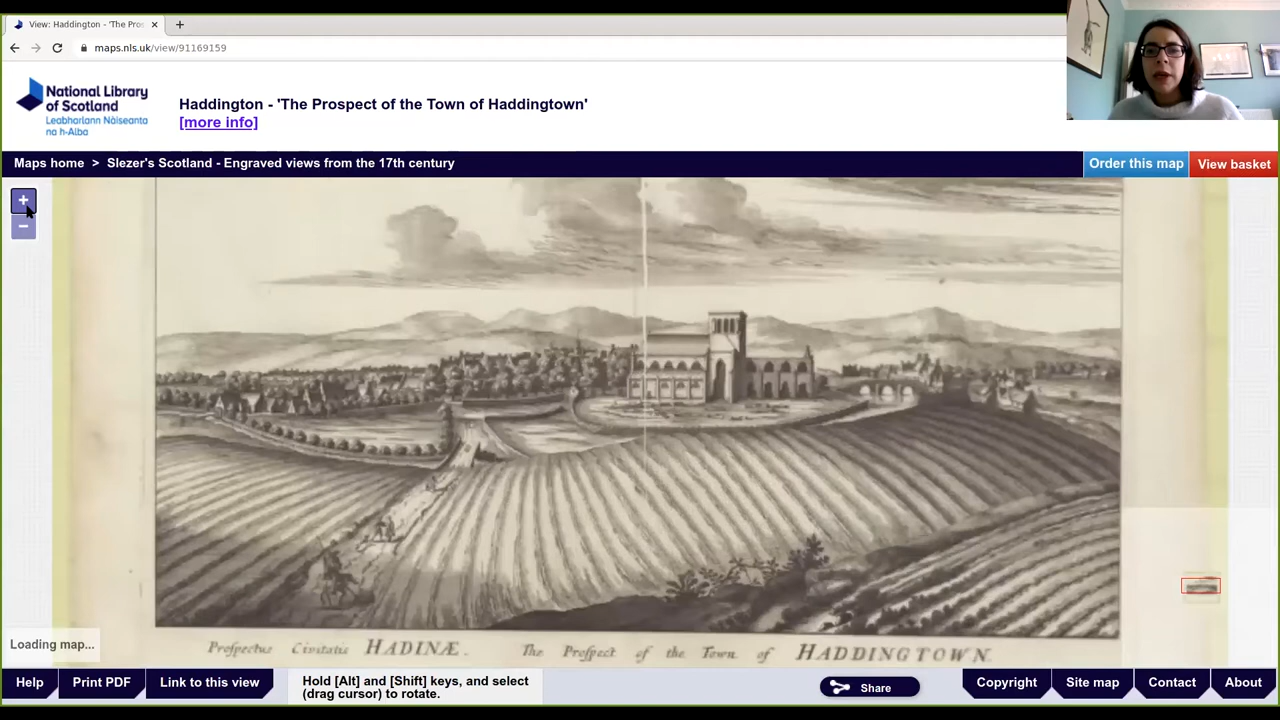 View: Haddington - 'The Pros
maps.nls.uk/view/91169159
National Library
of Scotland
Leabharlann Nàiseanta
na h-Alba
Haddington - 'The Prospect of the Town of Haddingtown'
[more info]
Maps home > Slezer's Scotland - Engraved views from the 17th century
Order this map
View basket
+
−
Loading map...
Proſpectus Civitatis HADINÆ. The Proſpect of the Town of HADDINGTOWN.
Help
Print PDF
Link to this view
Hold [Alt] and [Shift] keys, and select
(drag cursor) to rotate.
Share
Copyright
Site map
Contact
About